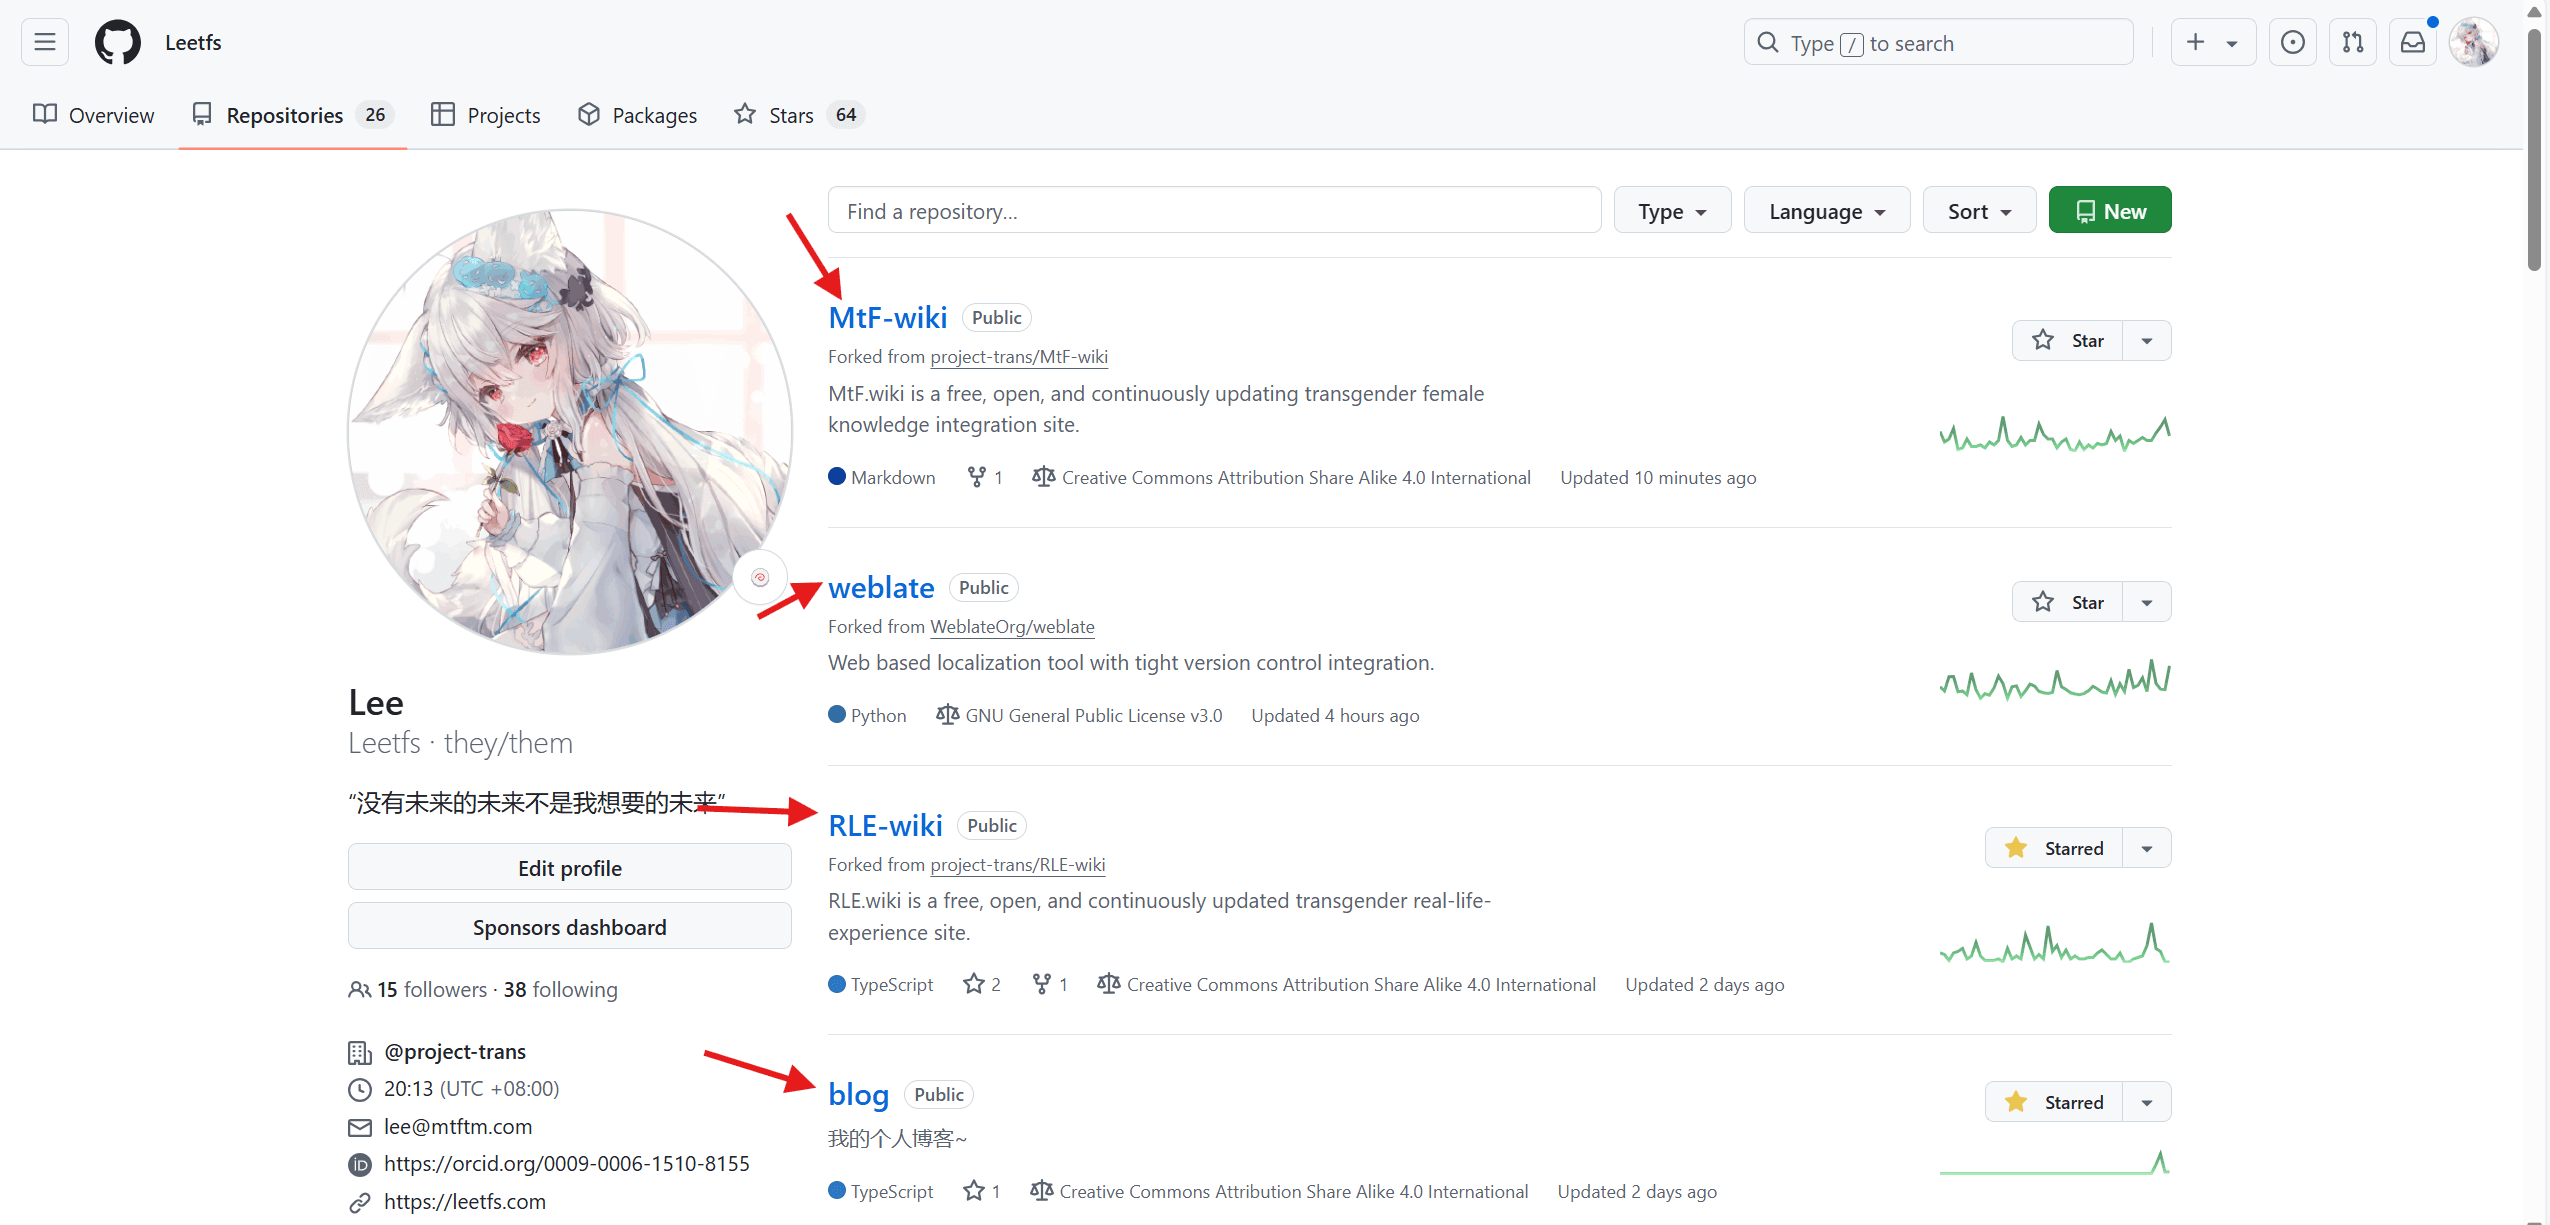 Leetfs
Type / to search
Overview
Repositories 26
Projects
Packages
Stars 64
Find a repository...
Type
Language
Sort
New
MtF-wiki Public
Star
Forked from project-trans/MtF-wiki
MtF.wiki is a free, open, and continuously updating transgender female
knowledge integration site.
Markdown 1 Creative Commons Attribution Share Alike 4.0 International Updated 10 minutes ago
weblate Public
Star
Forked from WeblateOrg/weblate
Web based localization tool with tight version control integration.
Python GNU General Public License v3.0 Updated 4 hours ago
RLE-wiki Public
Starred
Forked from project-trans/RLE-wiki
RLE.wiki is a free, open, and continuously updated transgender real-life-
experience site.
TypeScript 2 1 Creative Commons Attribution Share Alike 4.0 International Updated 2 days ago
blog Public
Starred
我的个人博客~
TypeScript 1 Creative Commons Attribution Share Alike 4.0 International Updated 2 days ago
Lee
Leetfs · they/them
“没有未来的未来不是我想要的未来”
Edit profile
Sponsors dashboard
15 followers · 38 following
@project-trans
20:13 (UTC +08:00)
lee@mtftm.com
iD https://orcid.org/0009-0006-1510-8155
https://leetfs.com